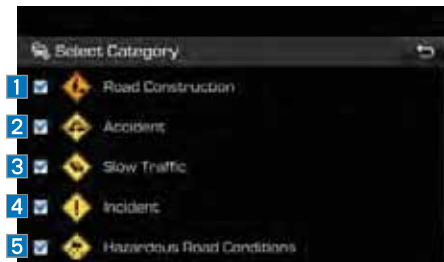 Select Category
1 Road Construction
2 Accident
3 Slow Traffic
4 Incident
5 Hazardous Road Conditions